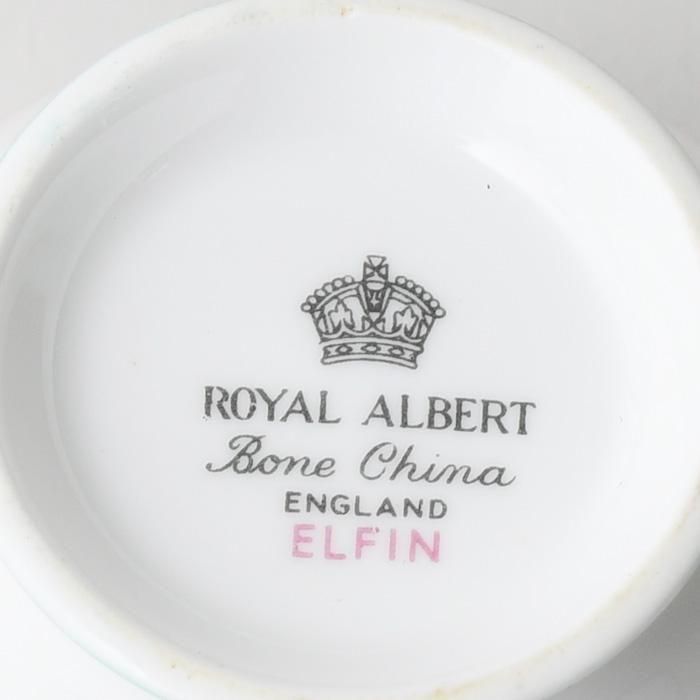 ROYAL ALBERT
Bone China
ENGLAND
ELFIN